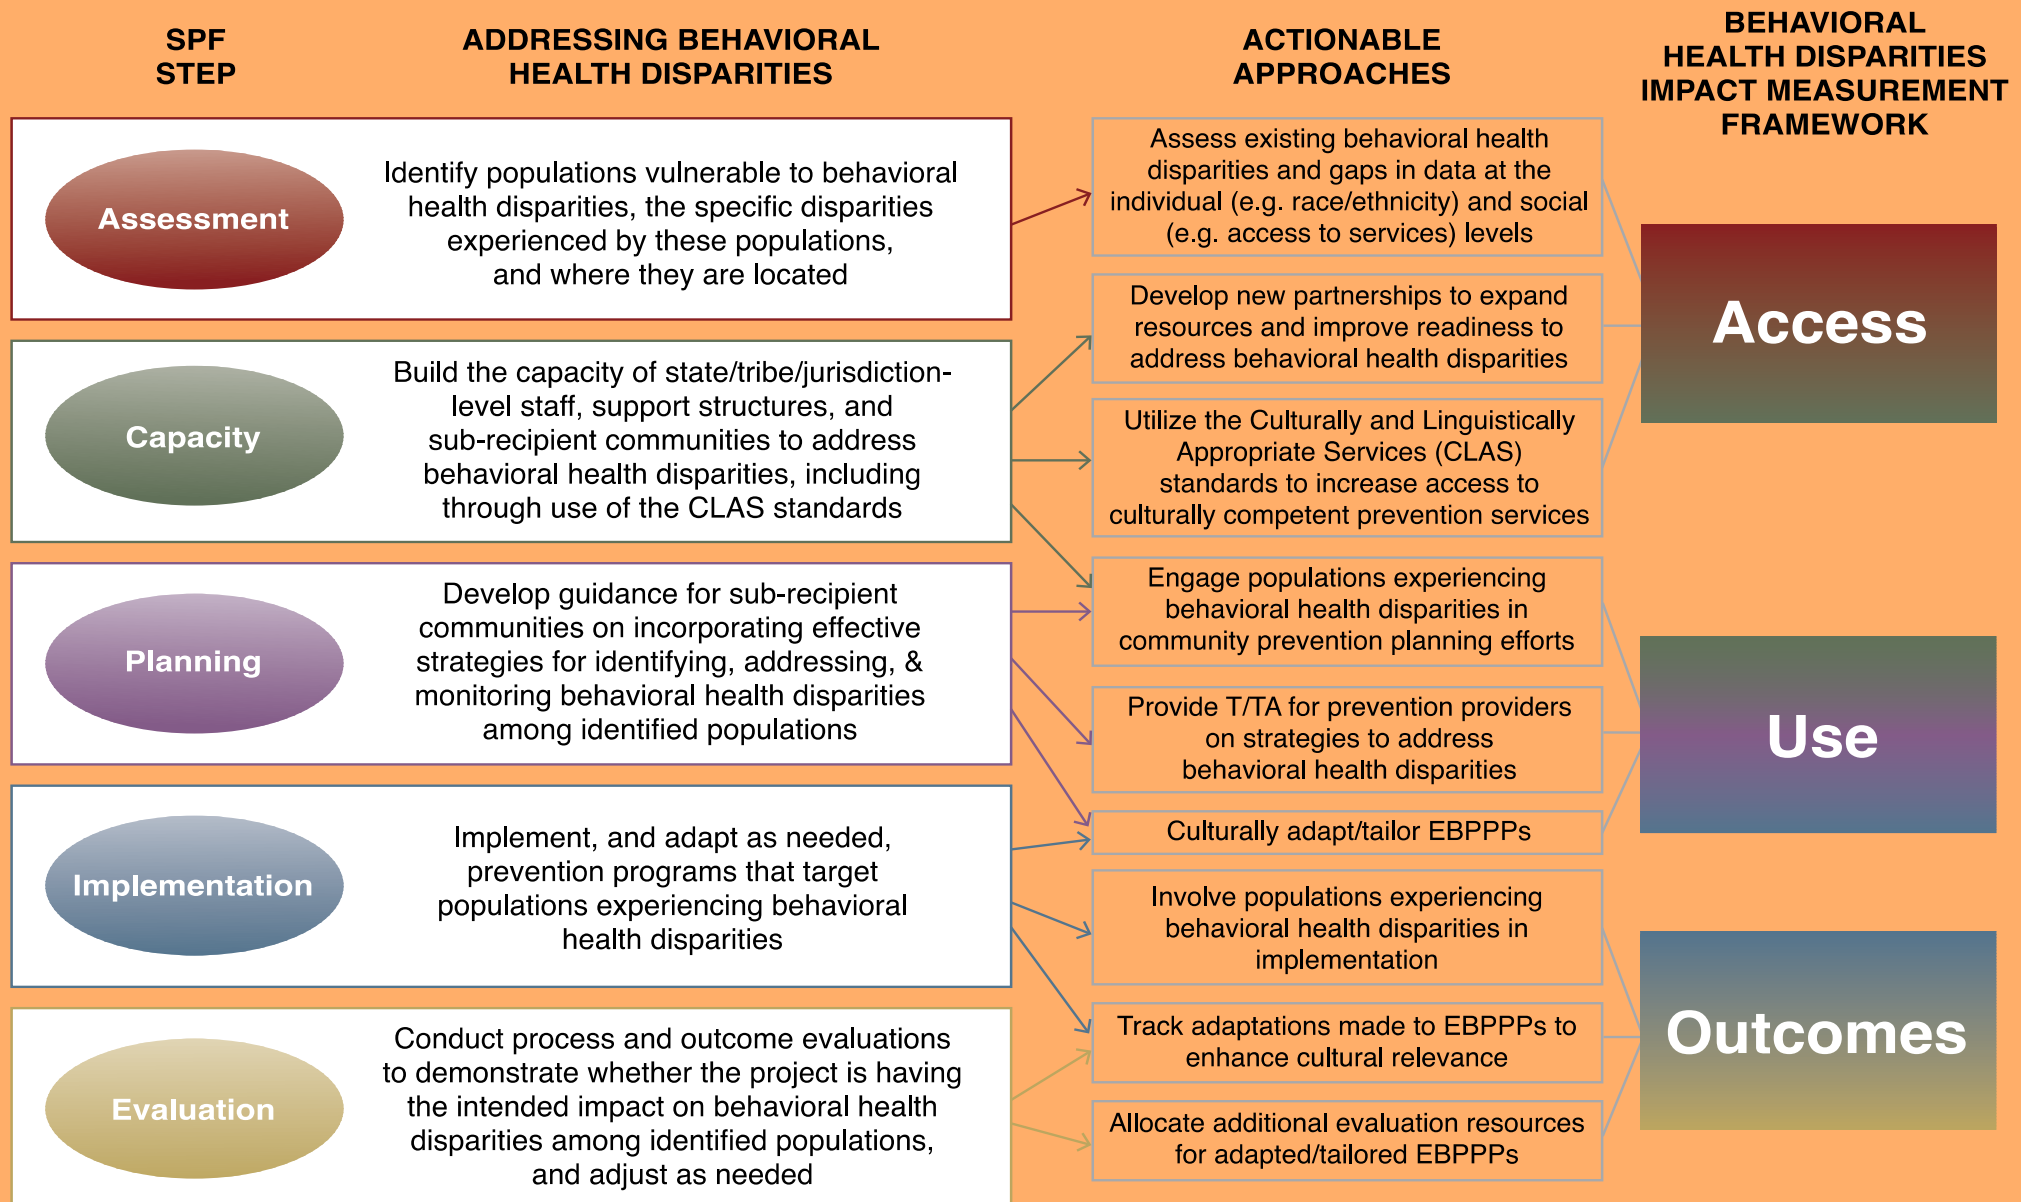 SPF
STEP
ADDRESSING BEHAVIORAL
HEALTH DISPARITIES
ACTIONABLE
APPROACHES
BEHAVIORAL
HEALTH DISPARITIES
IMPACT MEASUREMENT
FRAMEWORK
Assessment
Identify populations vulnerable to behavioral
health disparities, the specific disparities
experienced by these populations,
and where they are located
Capacity
Build the capacity of state/tribe/jurisdiction-
level staff, support structures, and
sub-recipient communities to address
behavioral health disparities, including
through use of the CLAS standards
Planning
Develop guidance for sub-recipient
communities on incorporating effective
strategies for identifying, addressing, &
monitoring behavioral health disparities
among identified populations
Implementation
Implement, and adapt as needed,
prevention programs that target
populations experiencing behavioral
health disparities
Evaluation
Conduct process and outcome evaluations
to demonstrate whether the project is having
the intended impact on behavioral health
disparities among identified populations,
and adjust as needed
Assess existing behavioral health
disparities and gaps in data at the
individual (e.g. race/ethnicity) and social
(e.g. access to services) levels
Develop new partnerships to expand
resources and improve readiness to
address behavioral health disparities
Utilize the Culturally and Linguistically
Appropriate Services (CLAS)
standards to increase access to
culturally competent prevention services
Engage populations experiencing
behavioral health disparities in
community prevention planning efforts
Provide T/TA for prevention providers
on strategies to address
behavioral health disparities
Culturally adapt/tailor EBPPPs
Involve populations experiencing
behavioral health disparities in
implementation
Track adaptations made to EBPPPs to
enhance cultural relevance
Allocate additional evaluation resources
for adapted/tailored EBPPPs
Access
Use
Outcomes